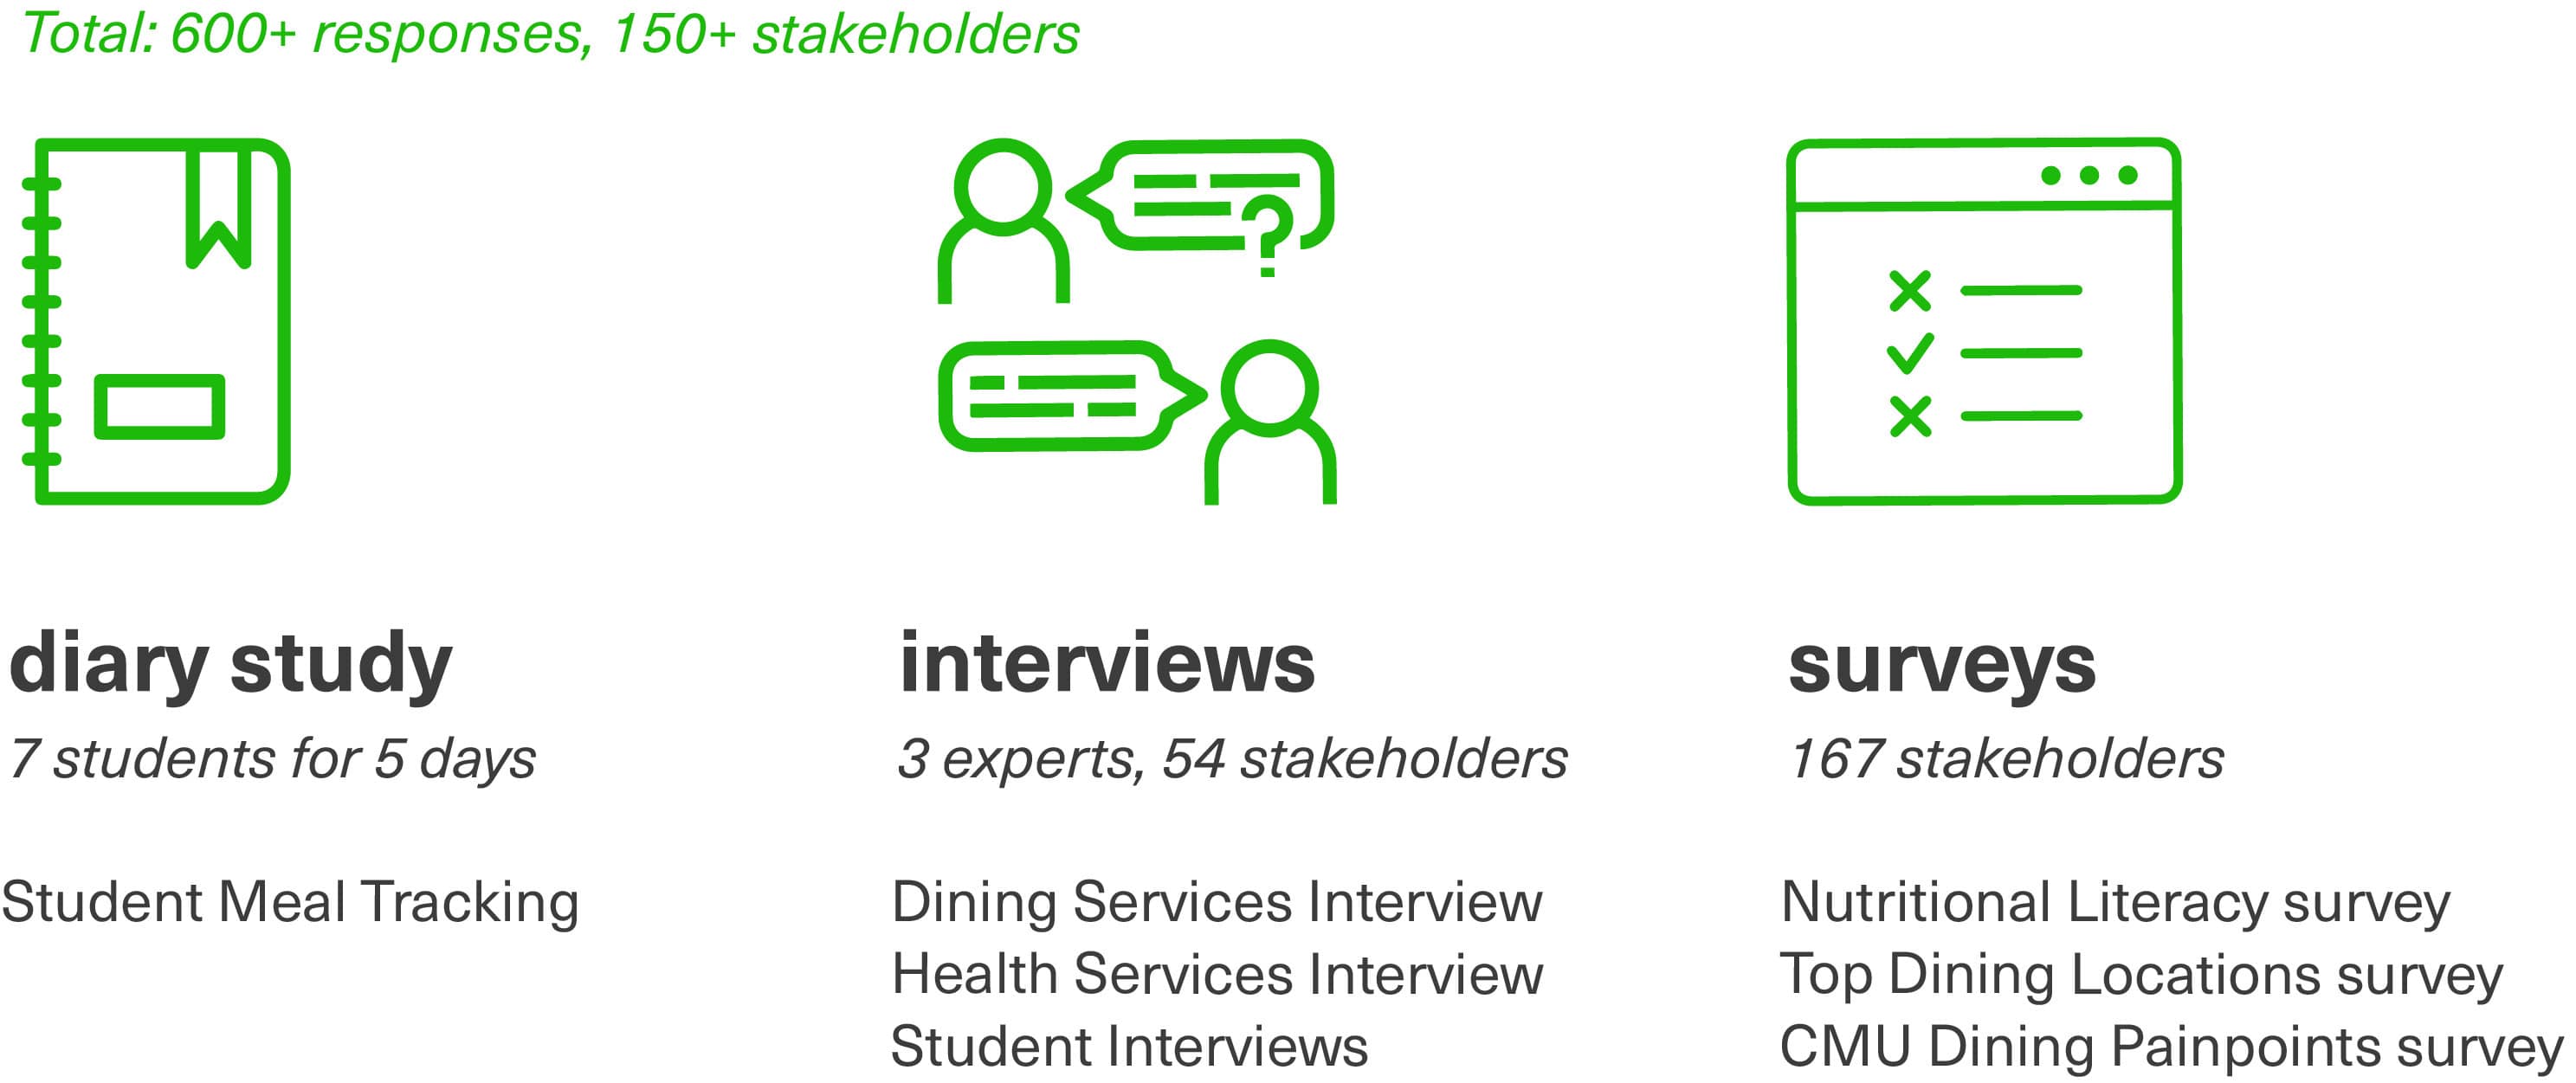 Total: 600+ responses, 150+ stakeholders
diary study
7 students for 5 days
Student Meal Tracking
interviews
3 experts, 54 stakeholders
Dining Services Interview
Health Services Interview
Student Interviews
surveys
167 stakeholders
Nutritional Literacy survey
Top Dining Locations survey
CMU Dining Painpoints survey